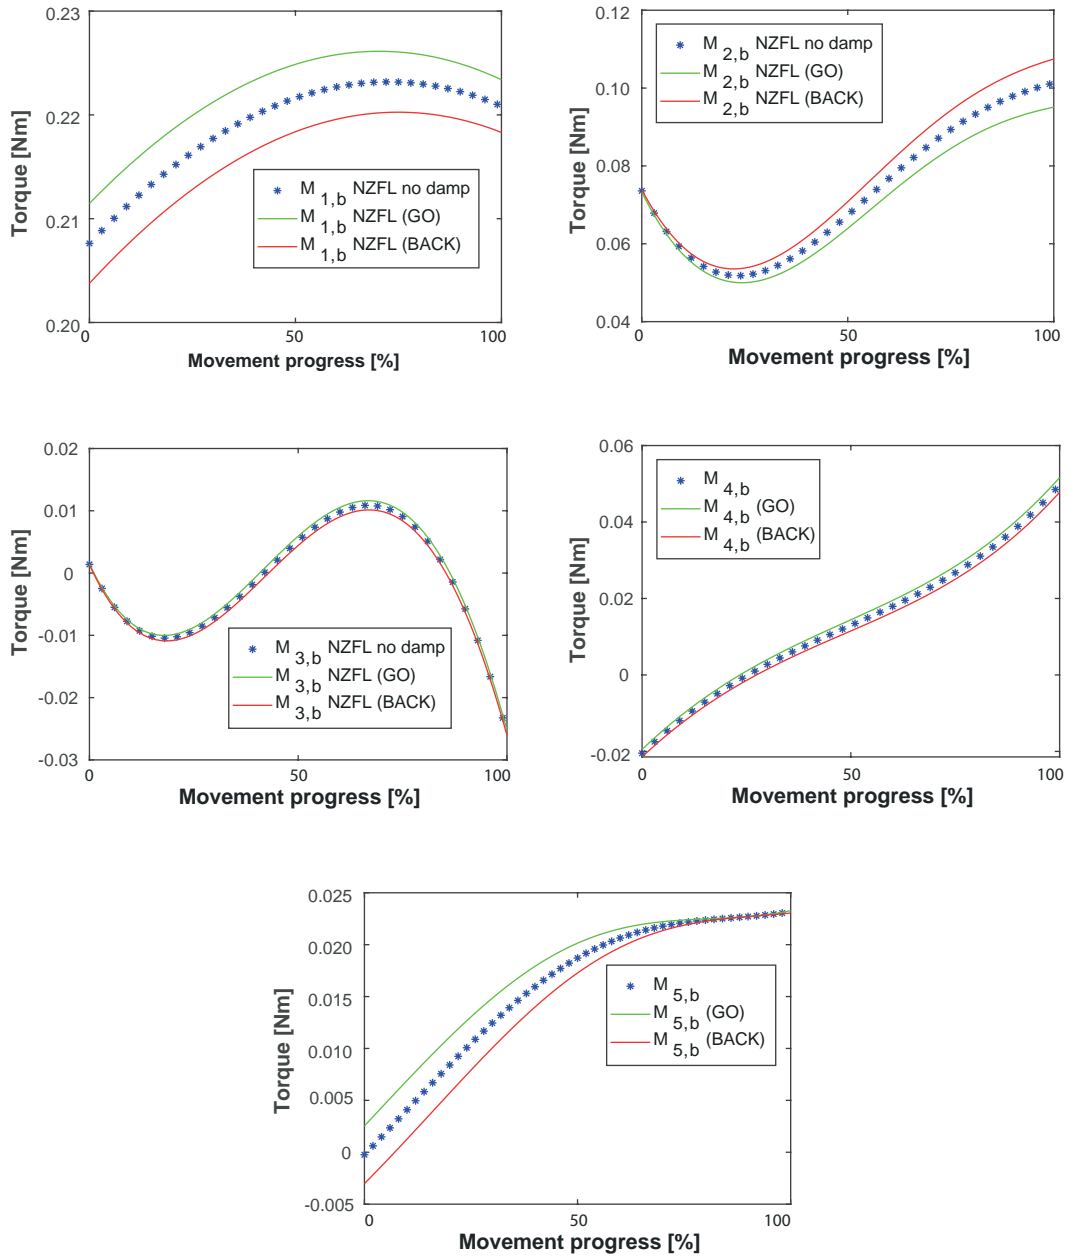 0.23
0.22
0.21
0.20
Torque [Nm]
M 1,b NZFL no damp
M 1,b NZFL (GO)
M 1,b NZFL (BACK)
0 50 100
Movement progress [%]
0.12
0.10
0.08
0.06
0.04
Torque [Nm]
M 2,b NZFL no damp
M 2,b NZFL (GO)
M 2,b NZFL (BACK)
0 50 100
Movement progress [%]
0.02
0.01
0
-0.01
-0.02
-0.03
Torque [Nm]
M 3,b NZFL no damp
M 3,b NZFL (GO)
M 3,b NZFL (BACK)
0 50 100
Movement progress [%]
0.06
0.04
0.02
0
-0.02
Torque [Nm]
M 4,b
M 4,b (GO)
M 4,b (BACK)
0 50 100
Movement progress [%]
0.025
0.020
0.015
0.010
0.005
0
-0.005
Torque [Nm]
M 5,b
M 5,b (GO)
M 5,b (BACK)
0 50 100
Movement progress [%]